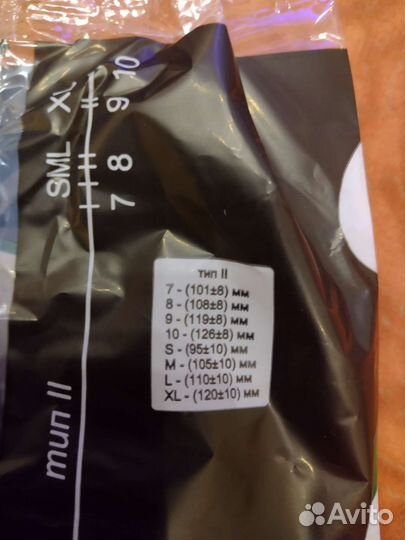 SML XL
7 8 9 10
тип II
тип II
7 - (101±8) мм
8 - (108±8) мм
9 - (119±8) мм
10 - (126±8) мм
S - (95±10) мм
M - (105±10) мм
L - (110±10) мм
XL - (120±10) мм
Avito